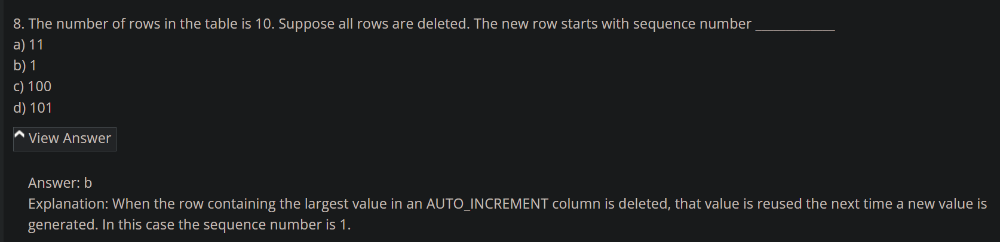 8. The number of rows in the table is 10. Suppose all rows are deleted. The new row starts with sequence number ____________
a) 11
b) 1
c) 100
d) 101
View Answer
Answer: b
Explanation: When the row containing the largest value in an AUTO_INCREMENT column is deleted, that value is reused the next time a new value is
generated. In this case the sequence number is 1.